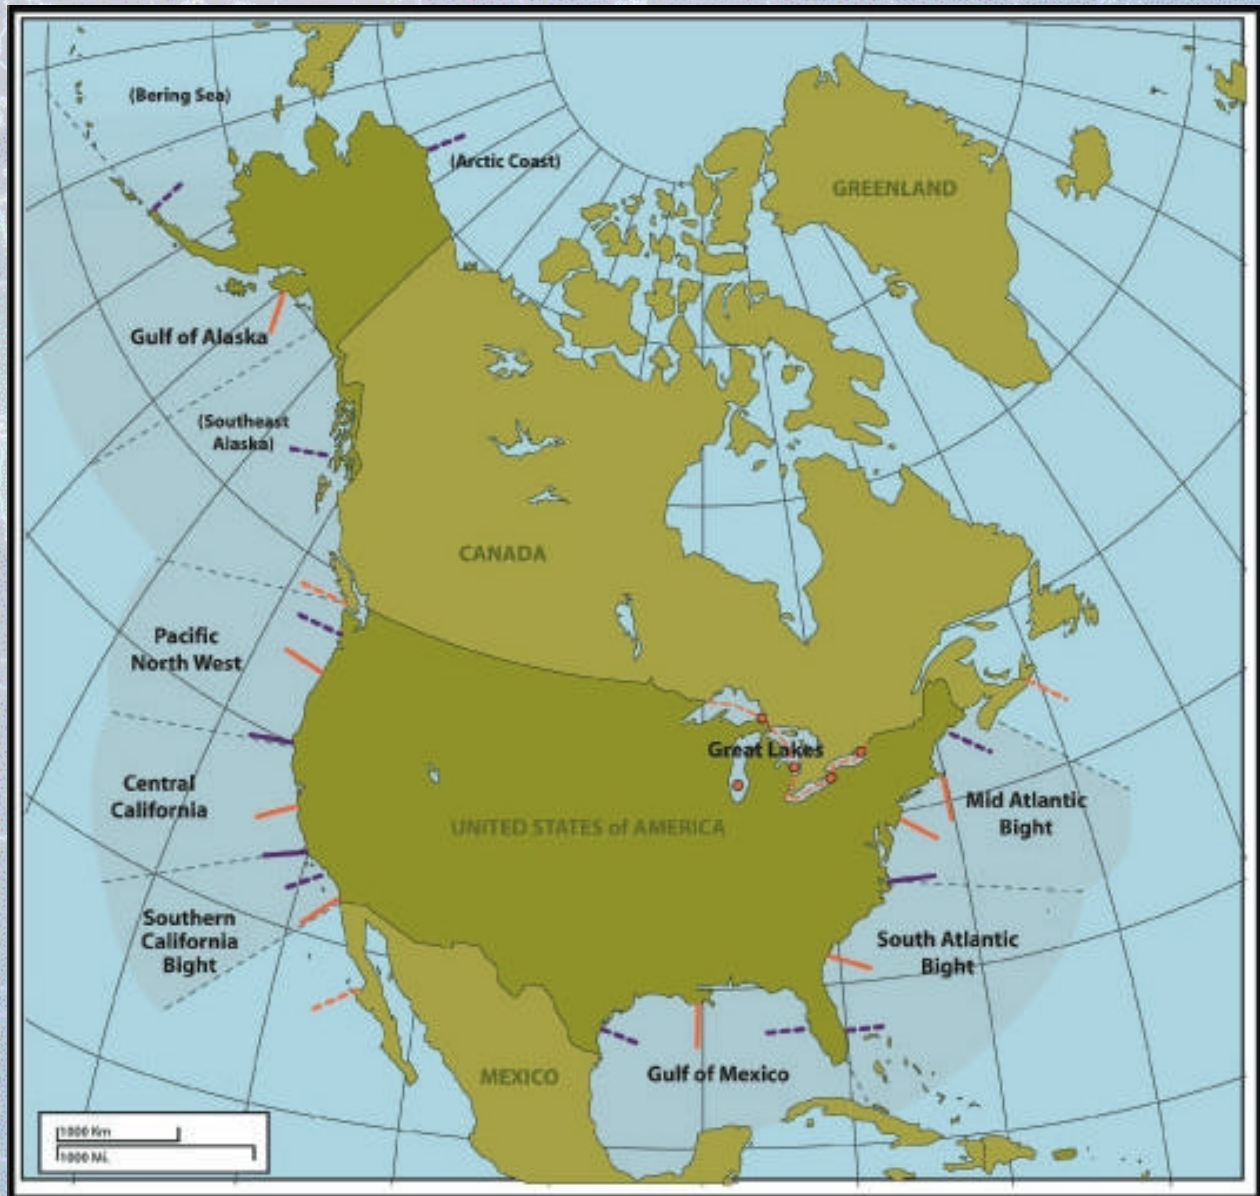 (Bering Sea)
(Arctic Coast)
GREENLAND
Gulf of Alaska
(Southeast
Alaska)
CANADA
Pacific
North West
Great Lakes
Central
California
UNITED STATES of AMERICA
Mid Atlantic
Bight
Southern
California
Bight
South Atlantic
Bight
MEXICO
Gulf of Mexico
1000 Km
1000 Mi.